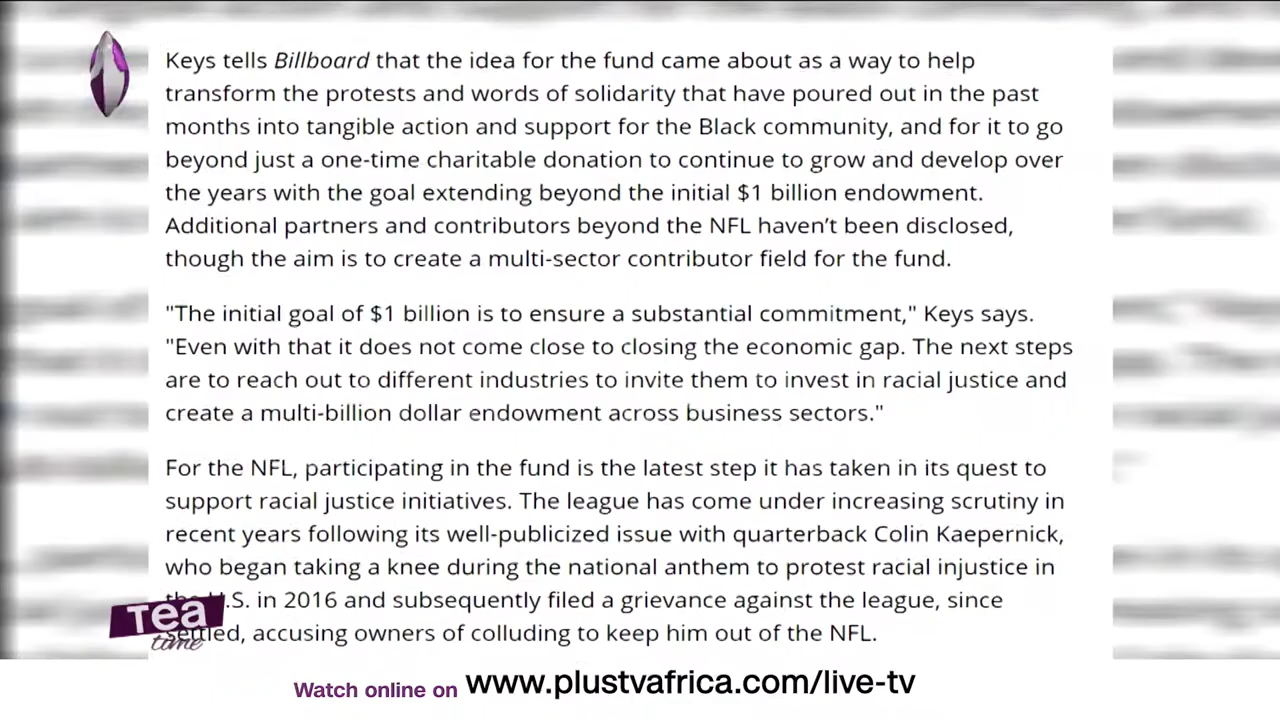 Keys tells Billboard that the idea for the fund came about as a way to help
transform the protests and words of solidarity that have poured out in the past
months into tangible action and support for the Black community, and for it to go
beyond just a one-time charitable donation to continue to grow and develop over
the years with the goal extending beyond the initial $1 billion endowment.
Additional partners and contributors beyond the NFL haven’t been disclosed,
though the aim is to create a multi-sector contributor field for the fund.
"The initial goal of $1 billion is to ensure a substantial commitment," Keys says.
"Even with that it does not come close to closing the economic gap. The next steps
are to reach out to different industries to invite them to invest in racial justice and
create a multi-billion dollar endowment across business sectors."
For the NFL, participating in the fund is the latest step it has taken in its quest to
support racial justice initiatives. The league has come under increasing scrutiny in
recent years following its well-publicized issue with quarterback Colin Kaepernick,
who began taking a knee during the national anthem to protest racial injustice in
the U.S. in 2016 and subsequently filed a grievance against the league, since
settled, accusing owners of colluding to keep him out of the NFL.
Tea
time
Watch online on www.plustvafrica.com/live-tv